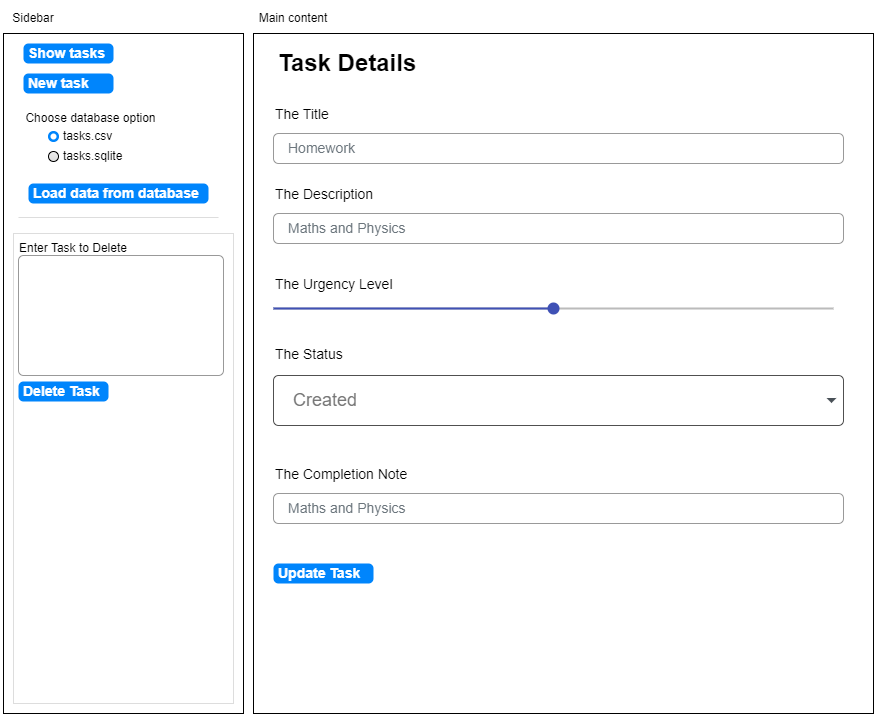 Sidebar
Show tasks
New task
Choose database option
tasks.csv
tasks.sqlite
Load data from database
Enter Task to Delete
Delete Task
Main content
Task Details
The Title
Homework
The Description
Maths and Physics
The Urgency Level
The Status
Created
The Completion Note
Maths and Physics
Update Task